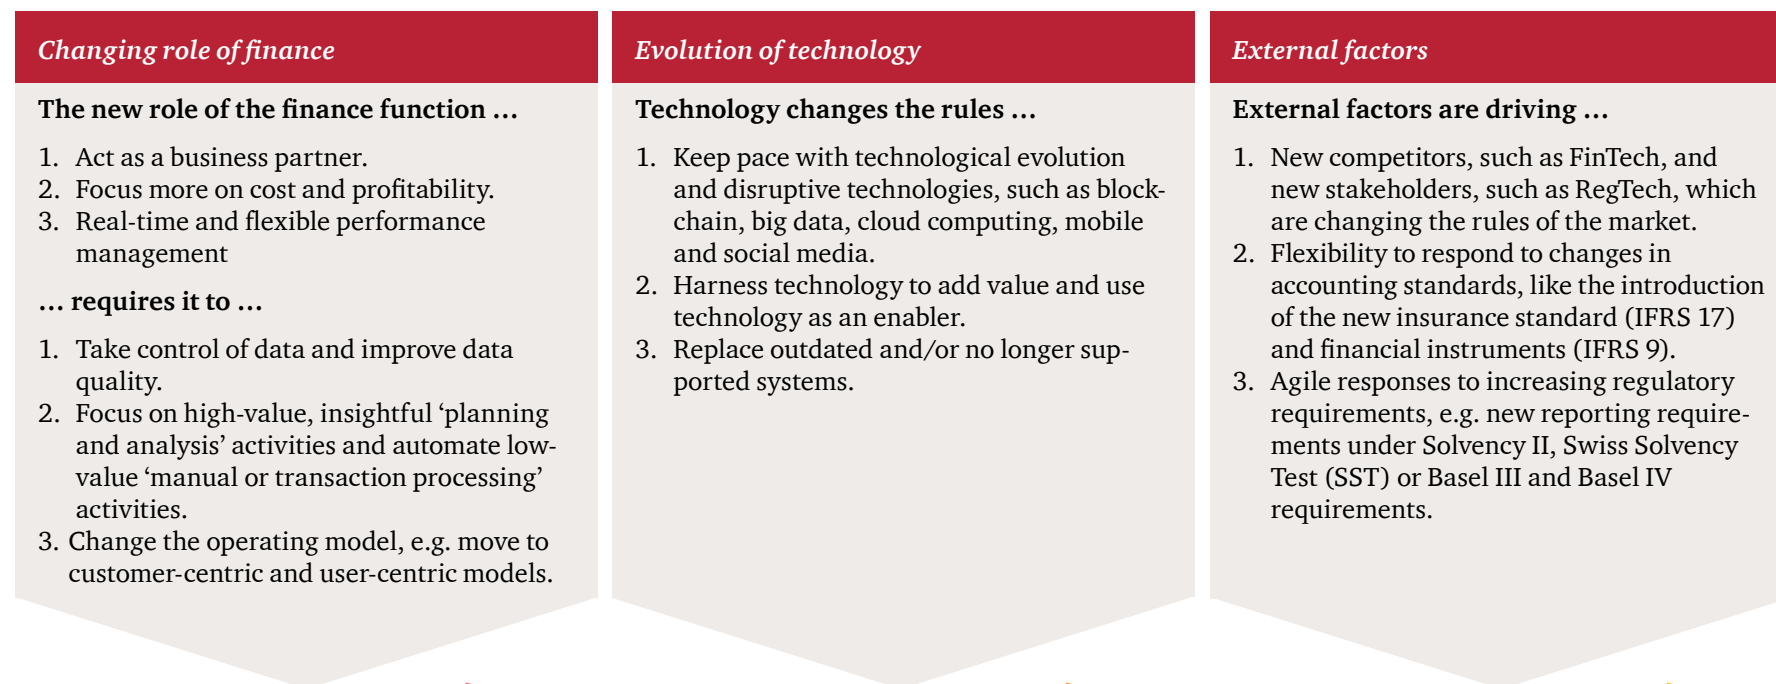 Changing role of finance
The new role of the finance function …
1. Act as a business partner.
2. Focus more on cost and profitability.
3. Real-time and flexible performance
management
… requires it to …
1. Take control of data and improve data
quality.
2. Focus on high-value, insightful ‘planning
and analysis’ activities and automate low-
value ‘manual or transaction processing’
activities.
3. Change the operating model, e.g. move to
customer-centric and user-centric models.
Evolution of technology
Technology changes the rules …
1. Keep pace with technological evolution
and disruptive technologies, such as block-
chain, big data, cloud computing, mobile
and social media.
2. Harness technology to add value and use
technology as an enabler.
3. Replace outdated and/or no longer sup-
ported systems.
External factors
External factors are driving …
1. New competitors, such as FinTech, and
new stakeholders, such as RegTech, which
are changing the rules of the market.
2. Flexibility to respond to changes in
accounting standards, like the introduction
of the new insurance standard (IFRS 17)
and financial instruments (IFRS 9).
3. Agile responses to increasing regulatory
requirements, e.g. new reporting require-
ments under Solvency II, Swiss Solvency
Test (SST) or Basel III and Basel IV
requirements.